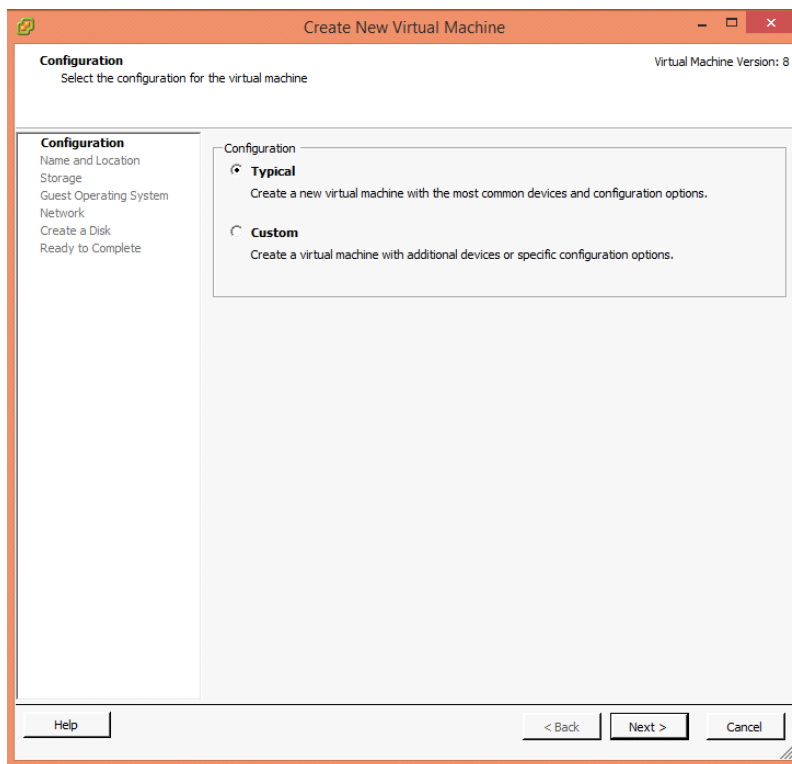 Create New Virtual Machine
Configuration
Select the configuration for the virtual machine
Virtual Machine Version: 8
Configuration
Name and Location
Storage
Guest Operating System
Network
Create a Disk
Ready to Complete
Configuration
Typical
Create a new virtual machine with the most common devices and configuration options.
Custom
Create a virtual machine with additional devices or specific configuration options.
Help
< Back
Next >
Cancel